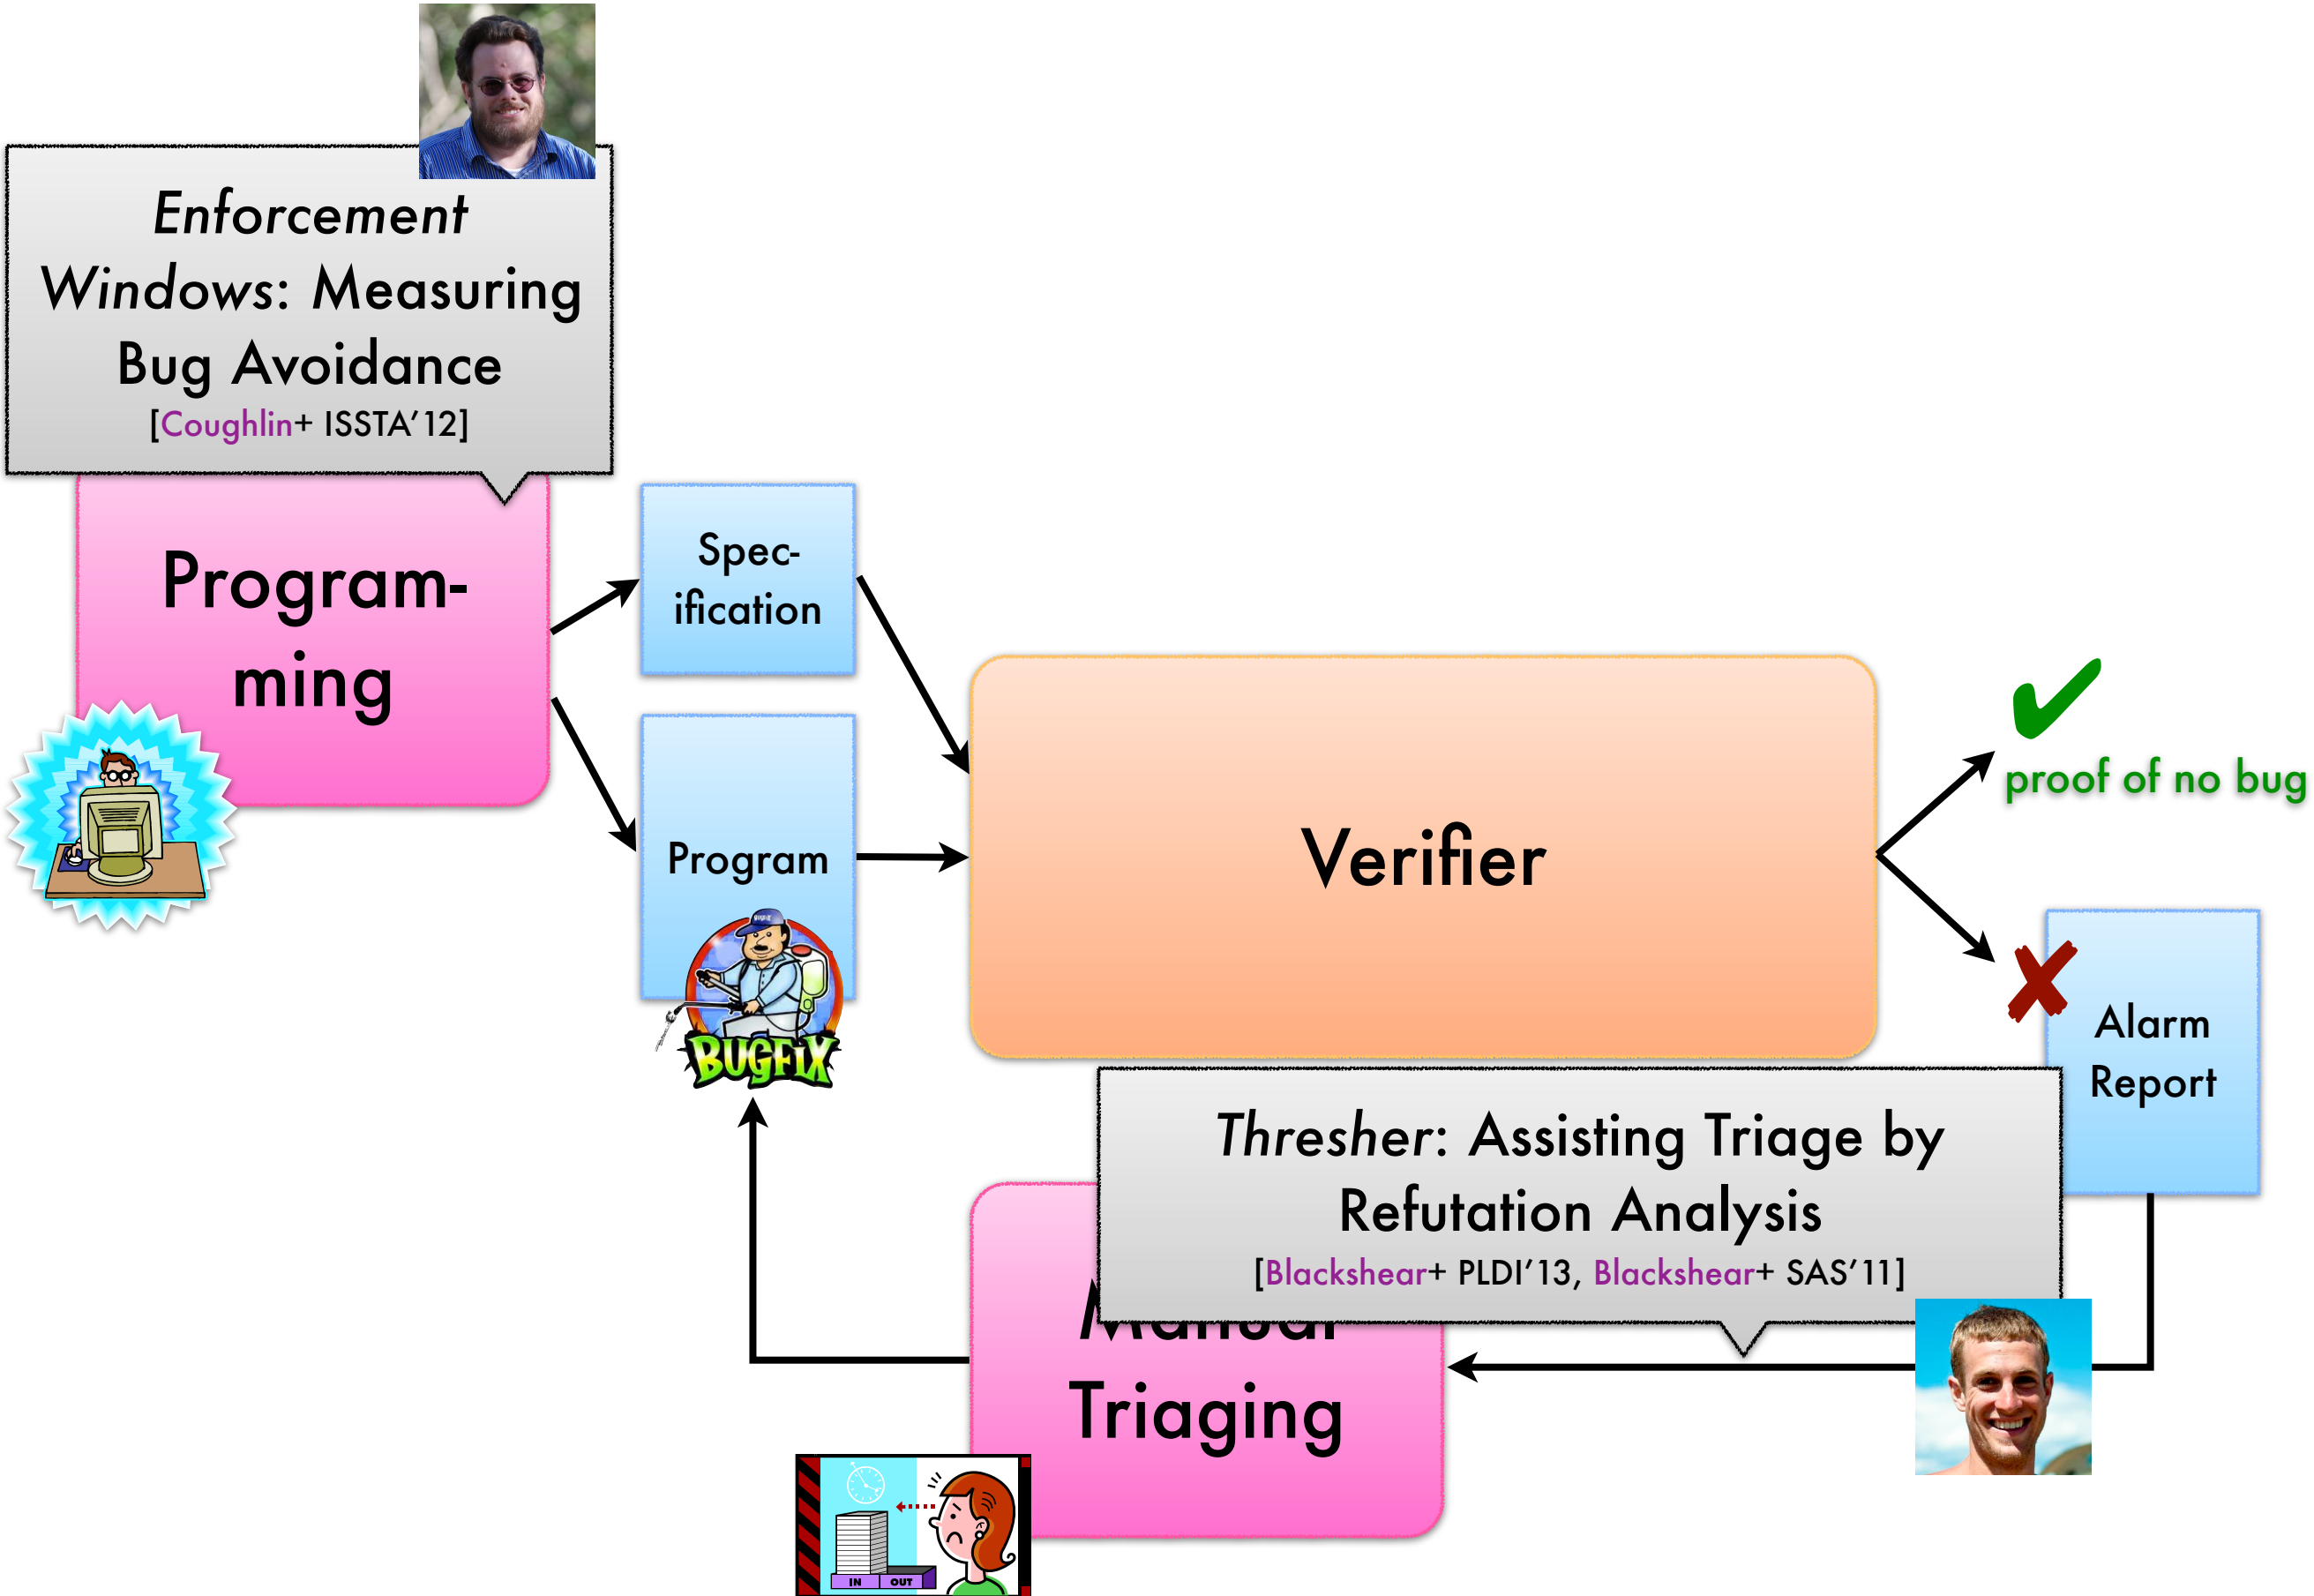 Enforcement
Windows: Measuring
Bug Avoidance
[Coughlin+ ISSTA'12]
Program-
ming
Spec-
ification
Program
BUGFIX
Verifier
proof of no bug
Alarm
Report
Thresher: Assisting Triage by
Refutation Analysis
[Blackshear+ PLDI'13, Blackshear+ SAS'11]
Manual
Triaging
IN OUT